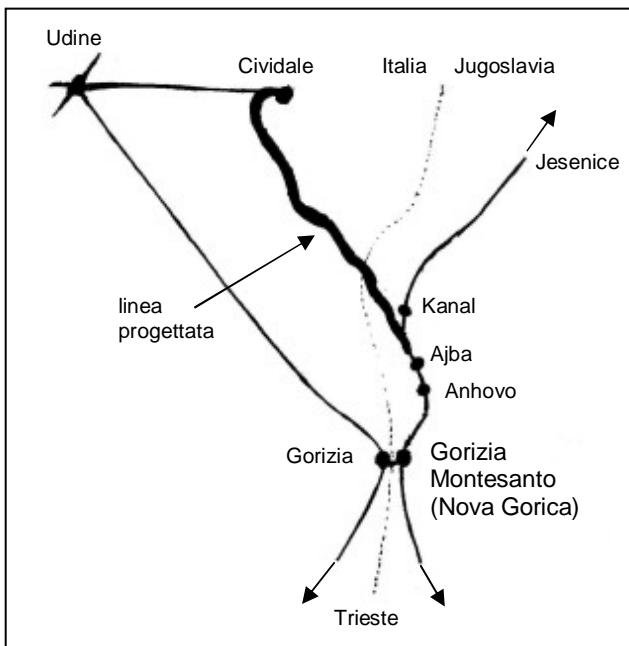 Udine
Cividale
Italia
Jugoslavia
Jesenice
linea
progettata
Kanal
Ajba
Anhovo
Gorizia
Gorizia
Montesanto
(Nova Gorica)
Trieste